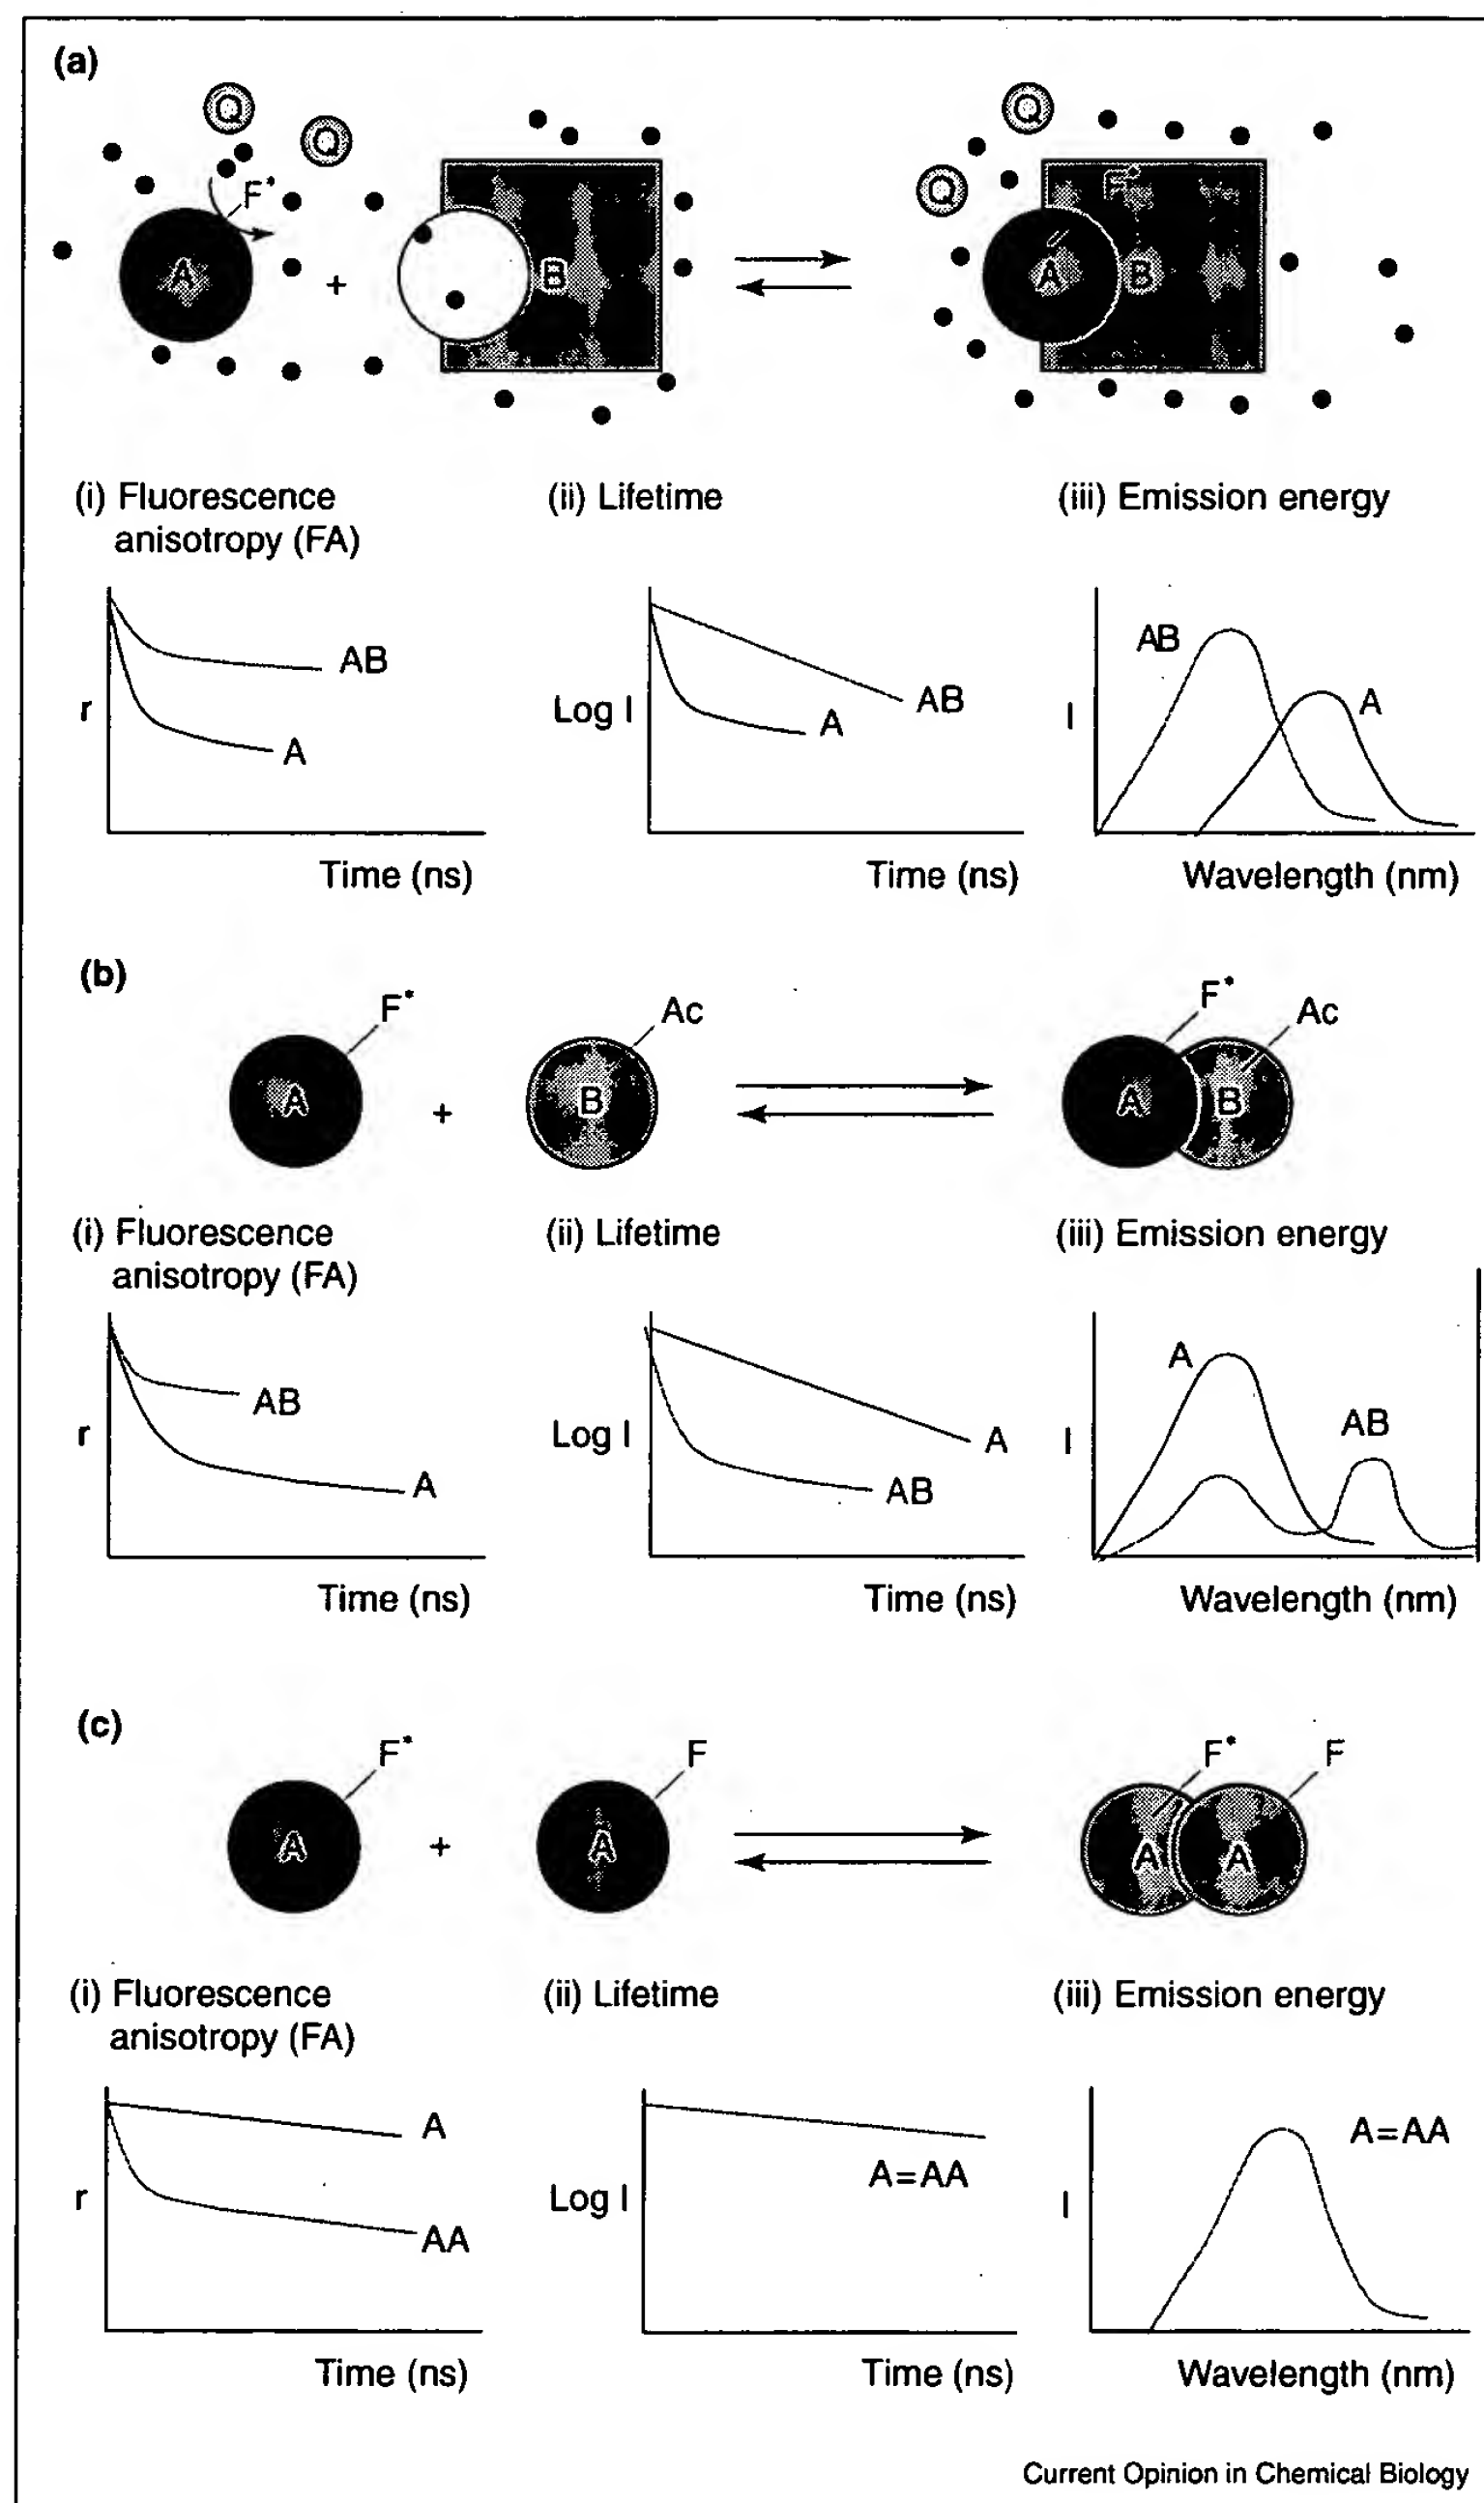 (a)
Q
Q
F*
A
+
B
Q
Q
F*
A
B
(i) Fluorescence
anisotropy (FA)
(ii) Lifetime
(iii) Emission energy
r
AB
A
Time (ns)
Log I
AB
A
Time (ns)
I
AB
A
Wavelength (nm)
(b)
F*
A
+
Ac
B
F*
Ac
A
B
(i) Fluorescence
anisotropy (FA)
(ii) Lifetime
(iii) Emission energy
r
AB
A
Time (ns)
Log I
A
AB
Time (ns)
I
A
AB
Wavelength (nm)
(c)
F*
A
+
F
A
F*
F
A
A
(i) Fluorescence
anisotropy (FA)
(ii) Lifetime
(iii) Emission energy
r
A
AA
Time (ns)
Log I
A=AA
Time (ns)
I
A=AA
Wavelength (nm)
Current Opinion in Chemical Biology